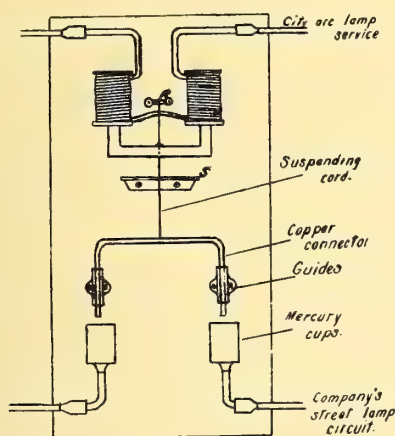 City arc lamp
service
S
Suspending
cord.
Copper
connector
Guides
Mercury
cups.
Company's
street lamp
circuit.